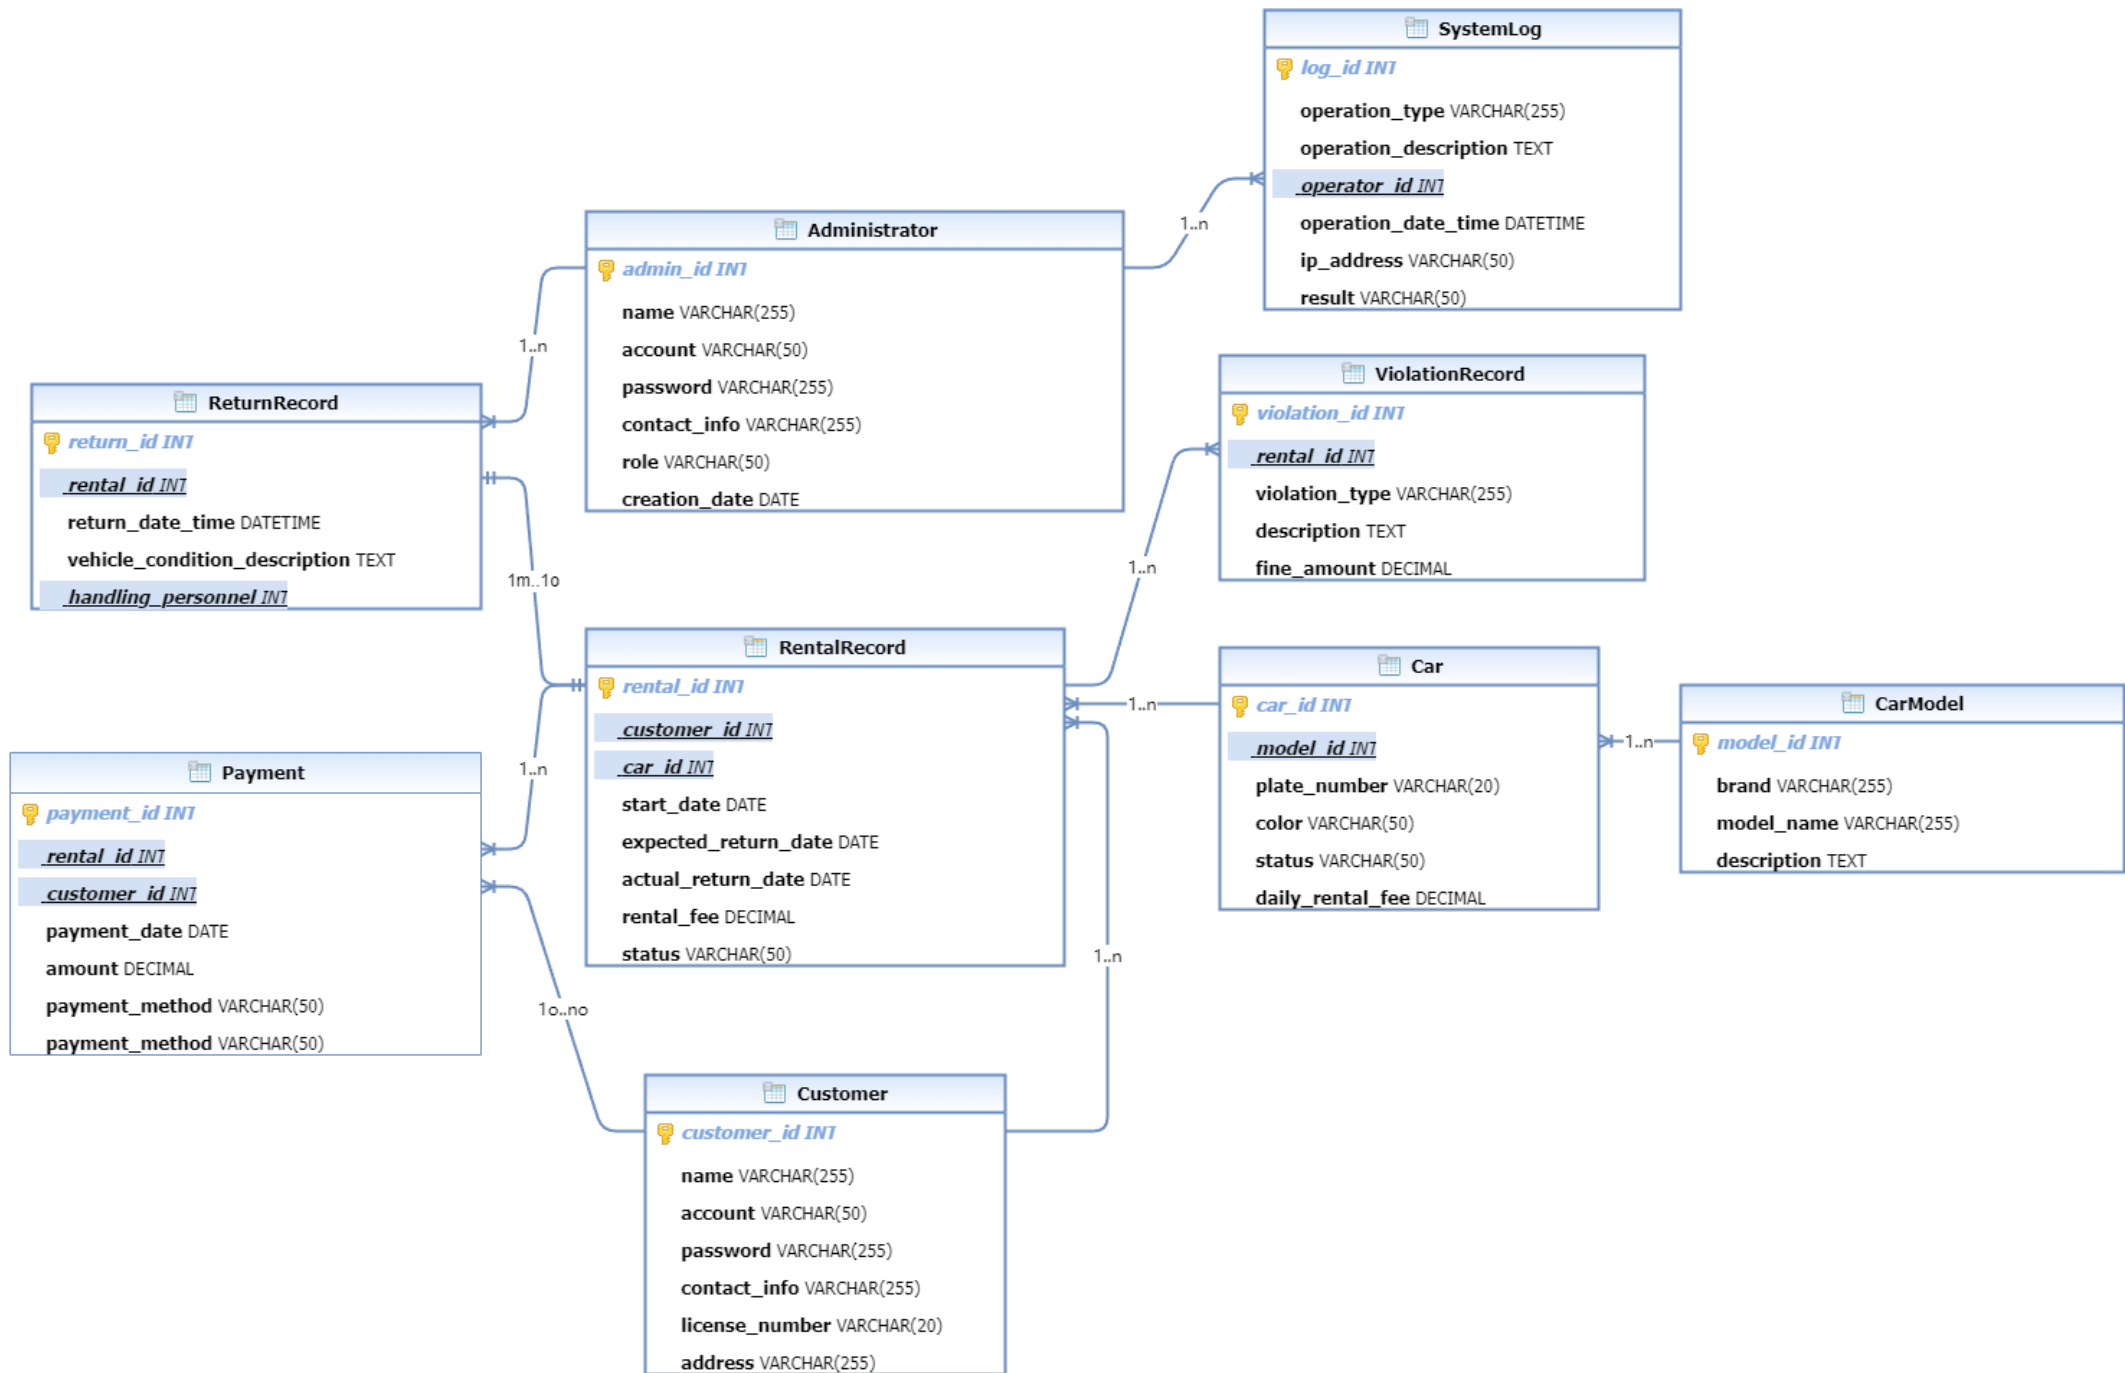 SystemLog
log_id INT
operation_type VARCHAR(255)
operation_description TEXT
operator_id INT
operation_date_time DATETIME
ip_address VARCHAR(50)
result VARCHAR(50)
1..n
Administrator
admin_id INT
name VARCHAR(255)
account VARCHAR(50)
password VARCHAR(255)
contact_info VARCHAR(255)
role VARCHAR(50)
creation_date DATE
1..n
ReturnRecord
return_id INT
rental_id INT
return_date_time DATETIME
vehicle_condition_description TEXT
handling_personnel INT
1m..1o
ViolationRecord
violation_id INT
rental_id INT
violation_type VARCHAR(255)
description TEXT
fine_amount DECIMAL
1..n
RentalRecord
rental_id INT
customer_id INT
car_id INT
start_date DATE
expected_return_date DATE
actual_return_date DATE
rental_fee DECIMAL
status VARCHAR(50)
1..n
Car
car_id INT
model_id INT
plate_number VARCHAR(20)
color VARCHAR(50)
status VARCHAR(50)
daily_rental_fee DECIMAL
1..n
CarModel
model_id INT
brand VARCHAR(255)
model_name VARCHAR(255)
description TEXT
Payment
payment_id INT
rental_id INT
customer_id INT
payment_date DATE
amount DECIMAL
payment_method VARCHAR(50)
payment_method VARCHAR(50)
1..n
1o..no
1..n
Customer
customer_id INT
name VARCHAR(255)
account VARCHAR(50)
password VARCHAR(255)
contact_info VARCHAR(255)
license_number VARCHAR(20)
address VARCHAR(255)